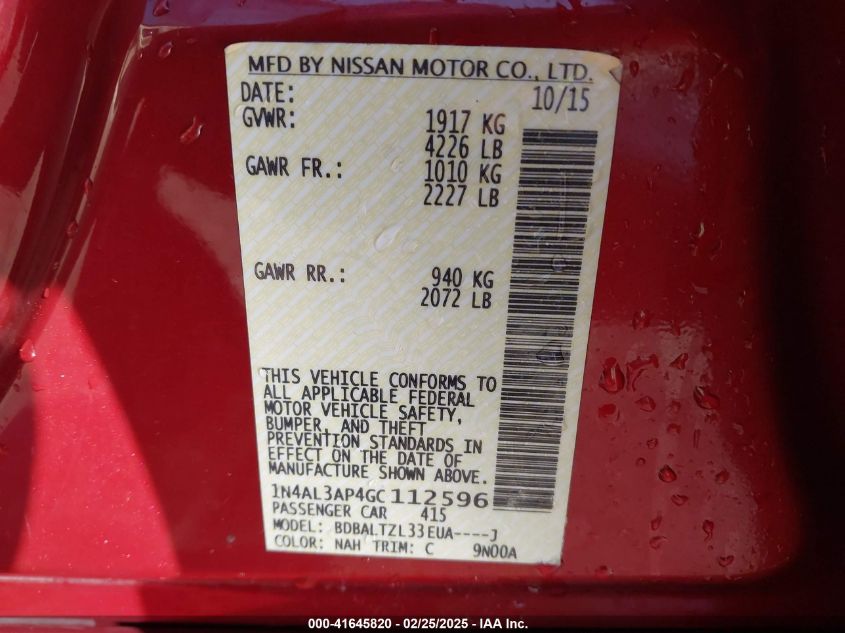 MFD BY NISSAN MOTOR CO., LTD.
DATE: 10/15
GVWR: 1917 KG
4226 LB
GAWR FR.: 1010 KG
2227 LB
GAWR RR.: 940 KG
2072 LB
THIS VEHICLE CONFORMS TO
ALL APPLICABLE FEDERAL
MOTOR VEHICLE SAFETY,
BUMPER, AND THEFT
PREVENTION STANDARDS IN
EFFECT ON THE DATE OF
MANUFACTURE SHOWN ABOVE.
1N4AL3AP4GC112596
PASSENGER CAR 415
MODEL: BDBALTZL33EUA----J
COLOR: NAH TRIM: C 9N00A
000-41645820 - 02/25/2025 - IAA Inc.